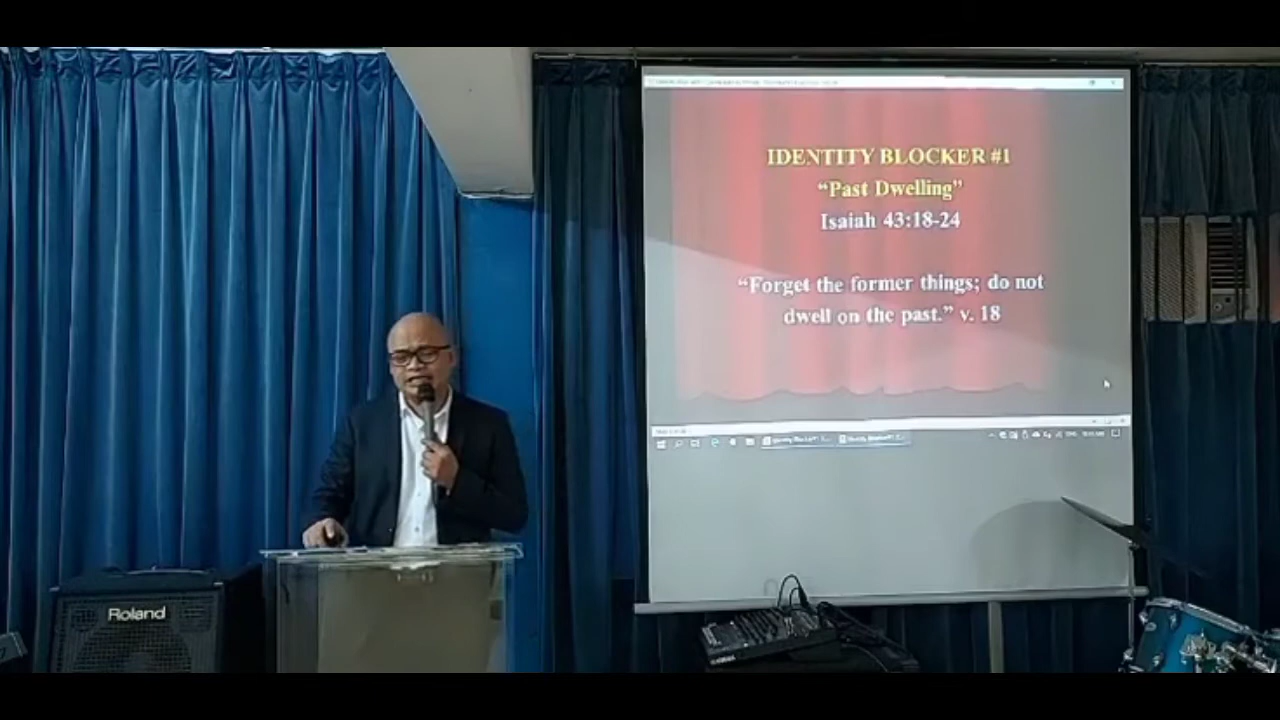 IDENTITY BLOCKER #1
“Past Dwelling”
Isaiah 43:18-24
“Forget the former things; do not
dwell on the past.” v. 18
Roland